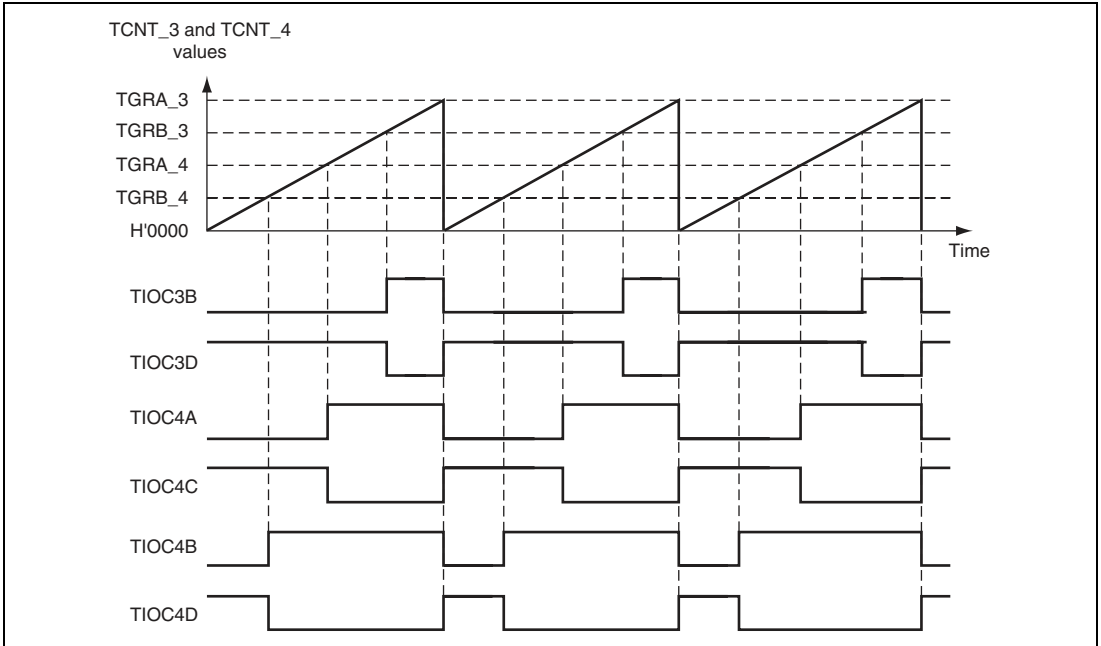 TCNT_3 and TCNT_4
values
TGRA_3
TGRB_3
TGRA_4
TGRB_4
H'0000
Time
TIOC3B
TIOC3D
TIOC4A
TIOC4C
TIOC4B
TIOC4D